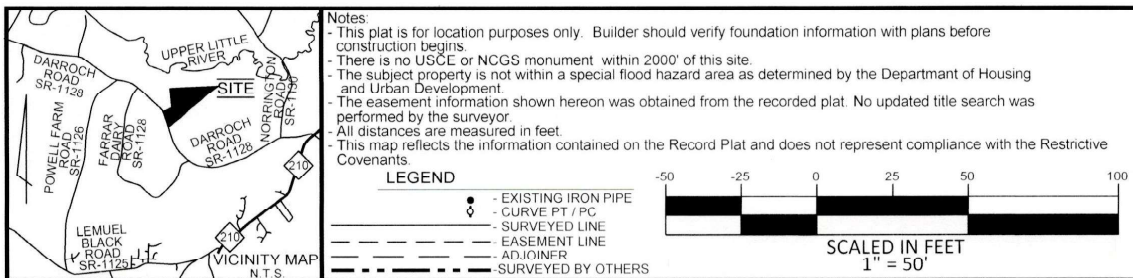 UPPER LITTLE
RIVER
DARROCH
ROAD
SR-1128
SITE
NORRINGTON
ROAD
SR-1130
POWELL FARM
ROAD
SR-1126
FARRAR
DAIRY
ROAD
SR-1128
DARROCH
ROAD
SR-1128
210
LEMUEL
BLACK
ROAD
SR-1125
210
VICINITY MAP
N.T.S.
Notes:
- This plat is for location purposes only. Builder should verify foundation information with plans before
construction begins.
- There is no USCE or NCGS monument within 2000' of this site.
- The subject property is not within a special flood hazard area as determined by the Departmant of Housing
and Urban Development.
- The easement information shown hereon was obtained from the recorded plat. No updated title search was
performed by the surveyor.
- All distances are measured in feet.
- This map reflects the information contained on the Record Plat and does not represent compliance with the Restrictive
Covenants.
LEGEND
- EXISTING IRON PIPE
- CURVE PT / PC
- SURVEYED LINE
- EASEMENT LINE
- ADJOINER
- SURVEYED BY OTHERS
-50 -25 0 50 100
SCALED IN FEET
1" = 50'